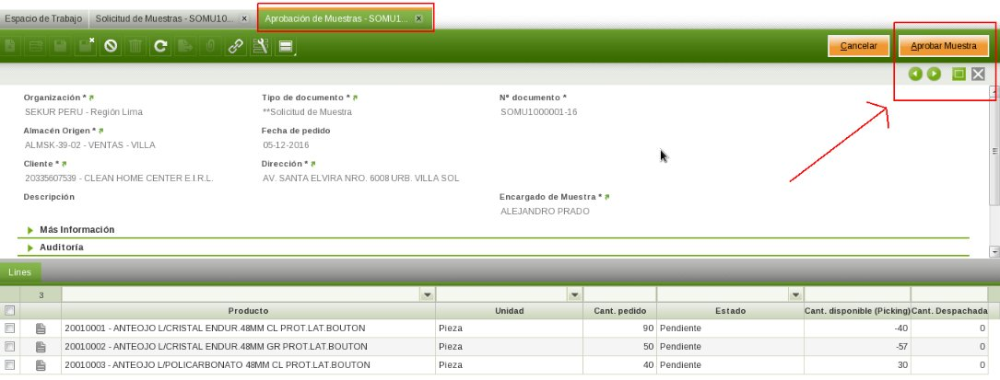 Espacio de Trabajo Solicitud de Muestras - SOMU10... x Aprobación de Muestras - SOMU1... x
Cancelar Aprobar Muestra
Organización * Tipo de documento * Nº documento *
SEKUR PERU - Región Lima **Solicitud de Muestra SOMU1000001-16
Almacén Origen * Fecha de pedido
ALMSK-39-02 - VENTAS - VILLA 05-12-2016
Cliente * Dirección *
20335607539 - CLEAN HOME CENTER E.I.R.L. AV. SANTA ELVIRA NRO. 6008 URB. VILLA SOL
Descripción Encargado de Muestra *
ALEJANDRO PRADO
Más Información
Auditoría
Lines
3
Producto Unidad Cant. pedido Estado Cant. disponible (Picking) Cant. Despachada
20010001 - ANTEOJO L/CRISTAL ENDUR.48MM CL PROT.LAT.BOUTON Pieza 90 Pendiente -40 0
20010002 - ANTEOJO L/CRISTAL ENDUR.48MM GR PROT.LAT.BOUTON Pieza 50 Pendiente -57 0
20010003 - ANTEOJO L/POLICARBONATO 48MM CL PROT.LAT.BOUTON Pieza 40 Pendiente 30 0